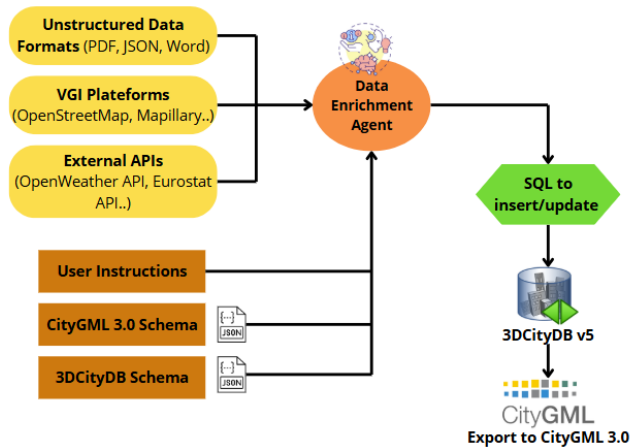 Unstructured Data
Formats (PDF, JSON, Word)
VGI Plateforms
(OpenStreetMap, Mapillary..)
External APIs
(OpenWeather API, Eurostat
API..)
Data
Enrichment
Agent
User Instructions
CityGML 3.0 Schema
{...}
JSON
3DCityDB Schema
{...}
JSON
SQL to
insert/update
3DCityDB v5
CityGML
Export to CityGML 3.0